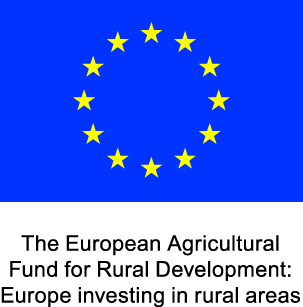 The European Agricultural
Fund for Rural Development:
Europe investing in rural areas